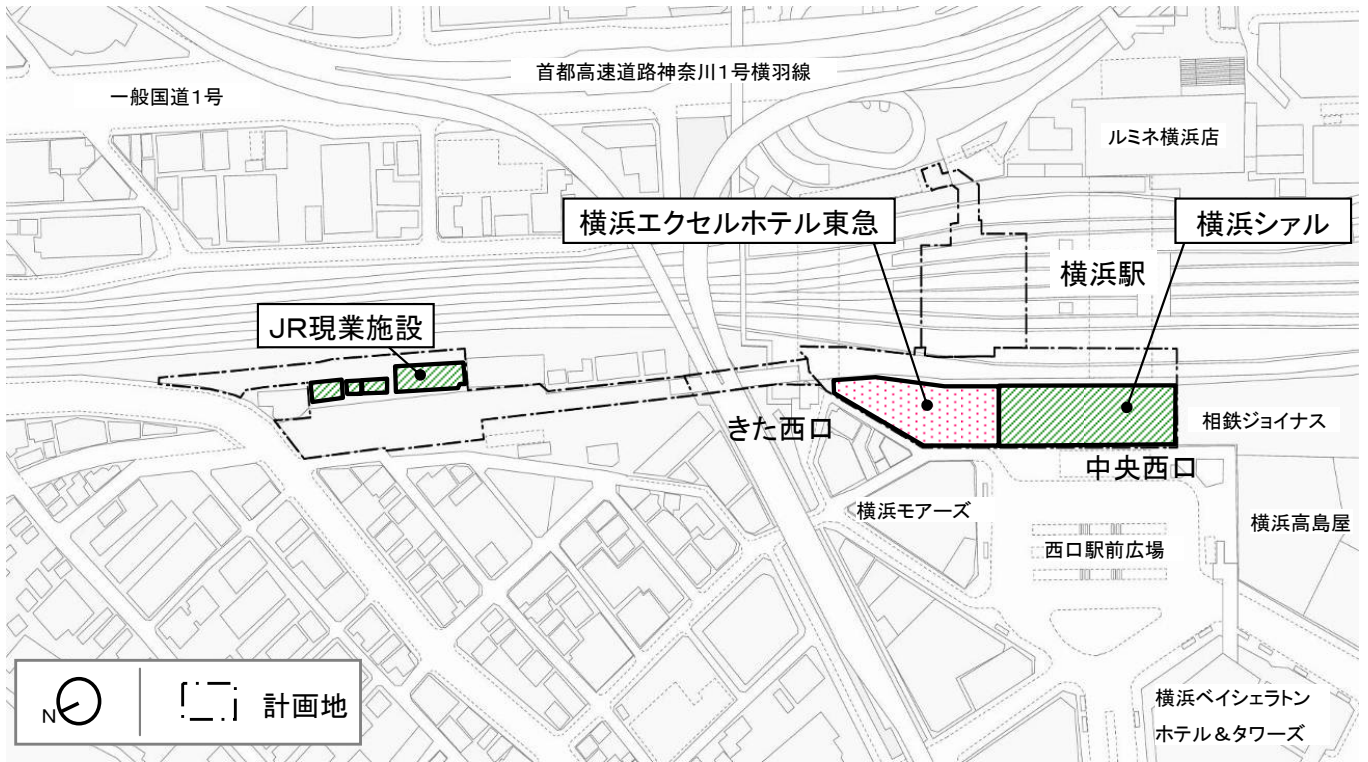 首都高速道路神奈川1号横羽線
一般国道1号
ルミネ横浜店
横浜エクセルホテル東急
横浜シァル
横浜駅
JR現業施設
きた西口
相鉄ジョイナス
中央西口
横浜モアーズ
横浜高島屋
西口駅前広場
N
計画地
横浜ベイシェラトン
ホテル＆タワーズ